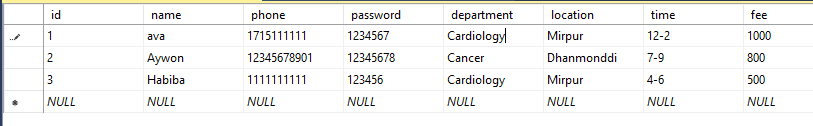 id name phone password department location time fee
1 ava 1715111111 1234567 Cardiology Mirpur 12-2 1000
2 Aywon 12345678901 12345678 Cancer Dhanmonddi 7-9 800
3 Habiba 1111111111 123456 Cardiology Mirpur 4-6 500
NULL NULL NULL NULL NULL NULL NULL NULL